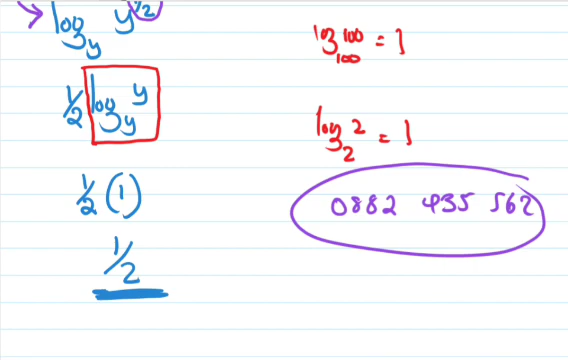 log_y y^1/2
1/2 log_y y
1/2 (1)
1/2
log_100 100 = 1
log_2 2 = 1
0882 435 562